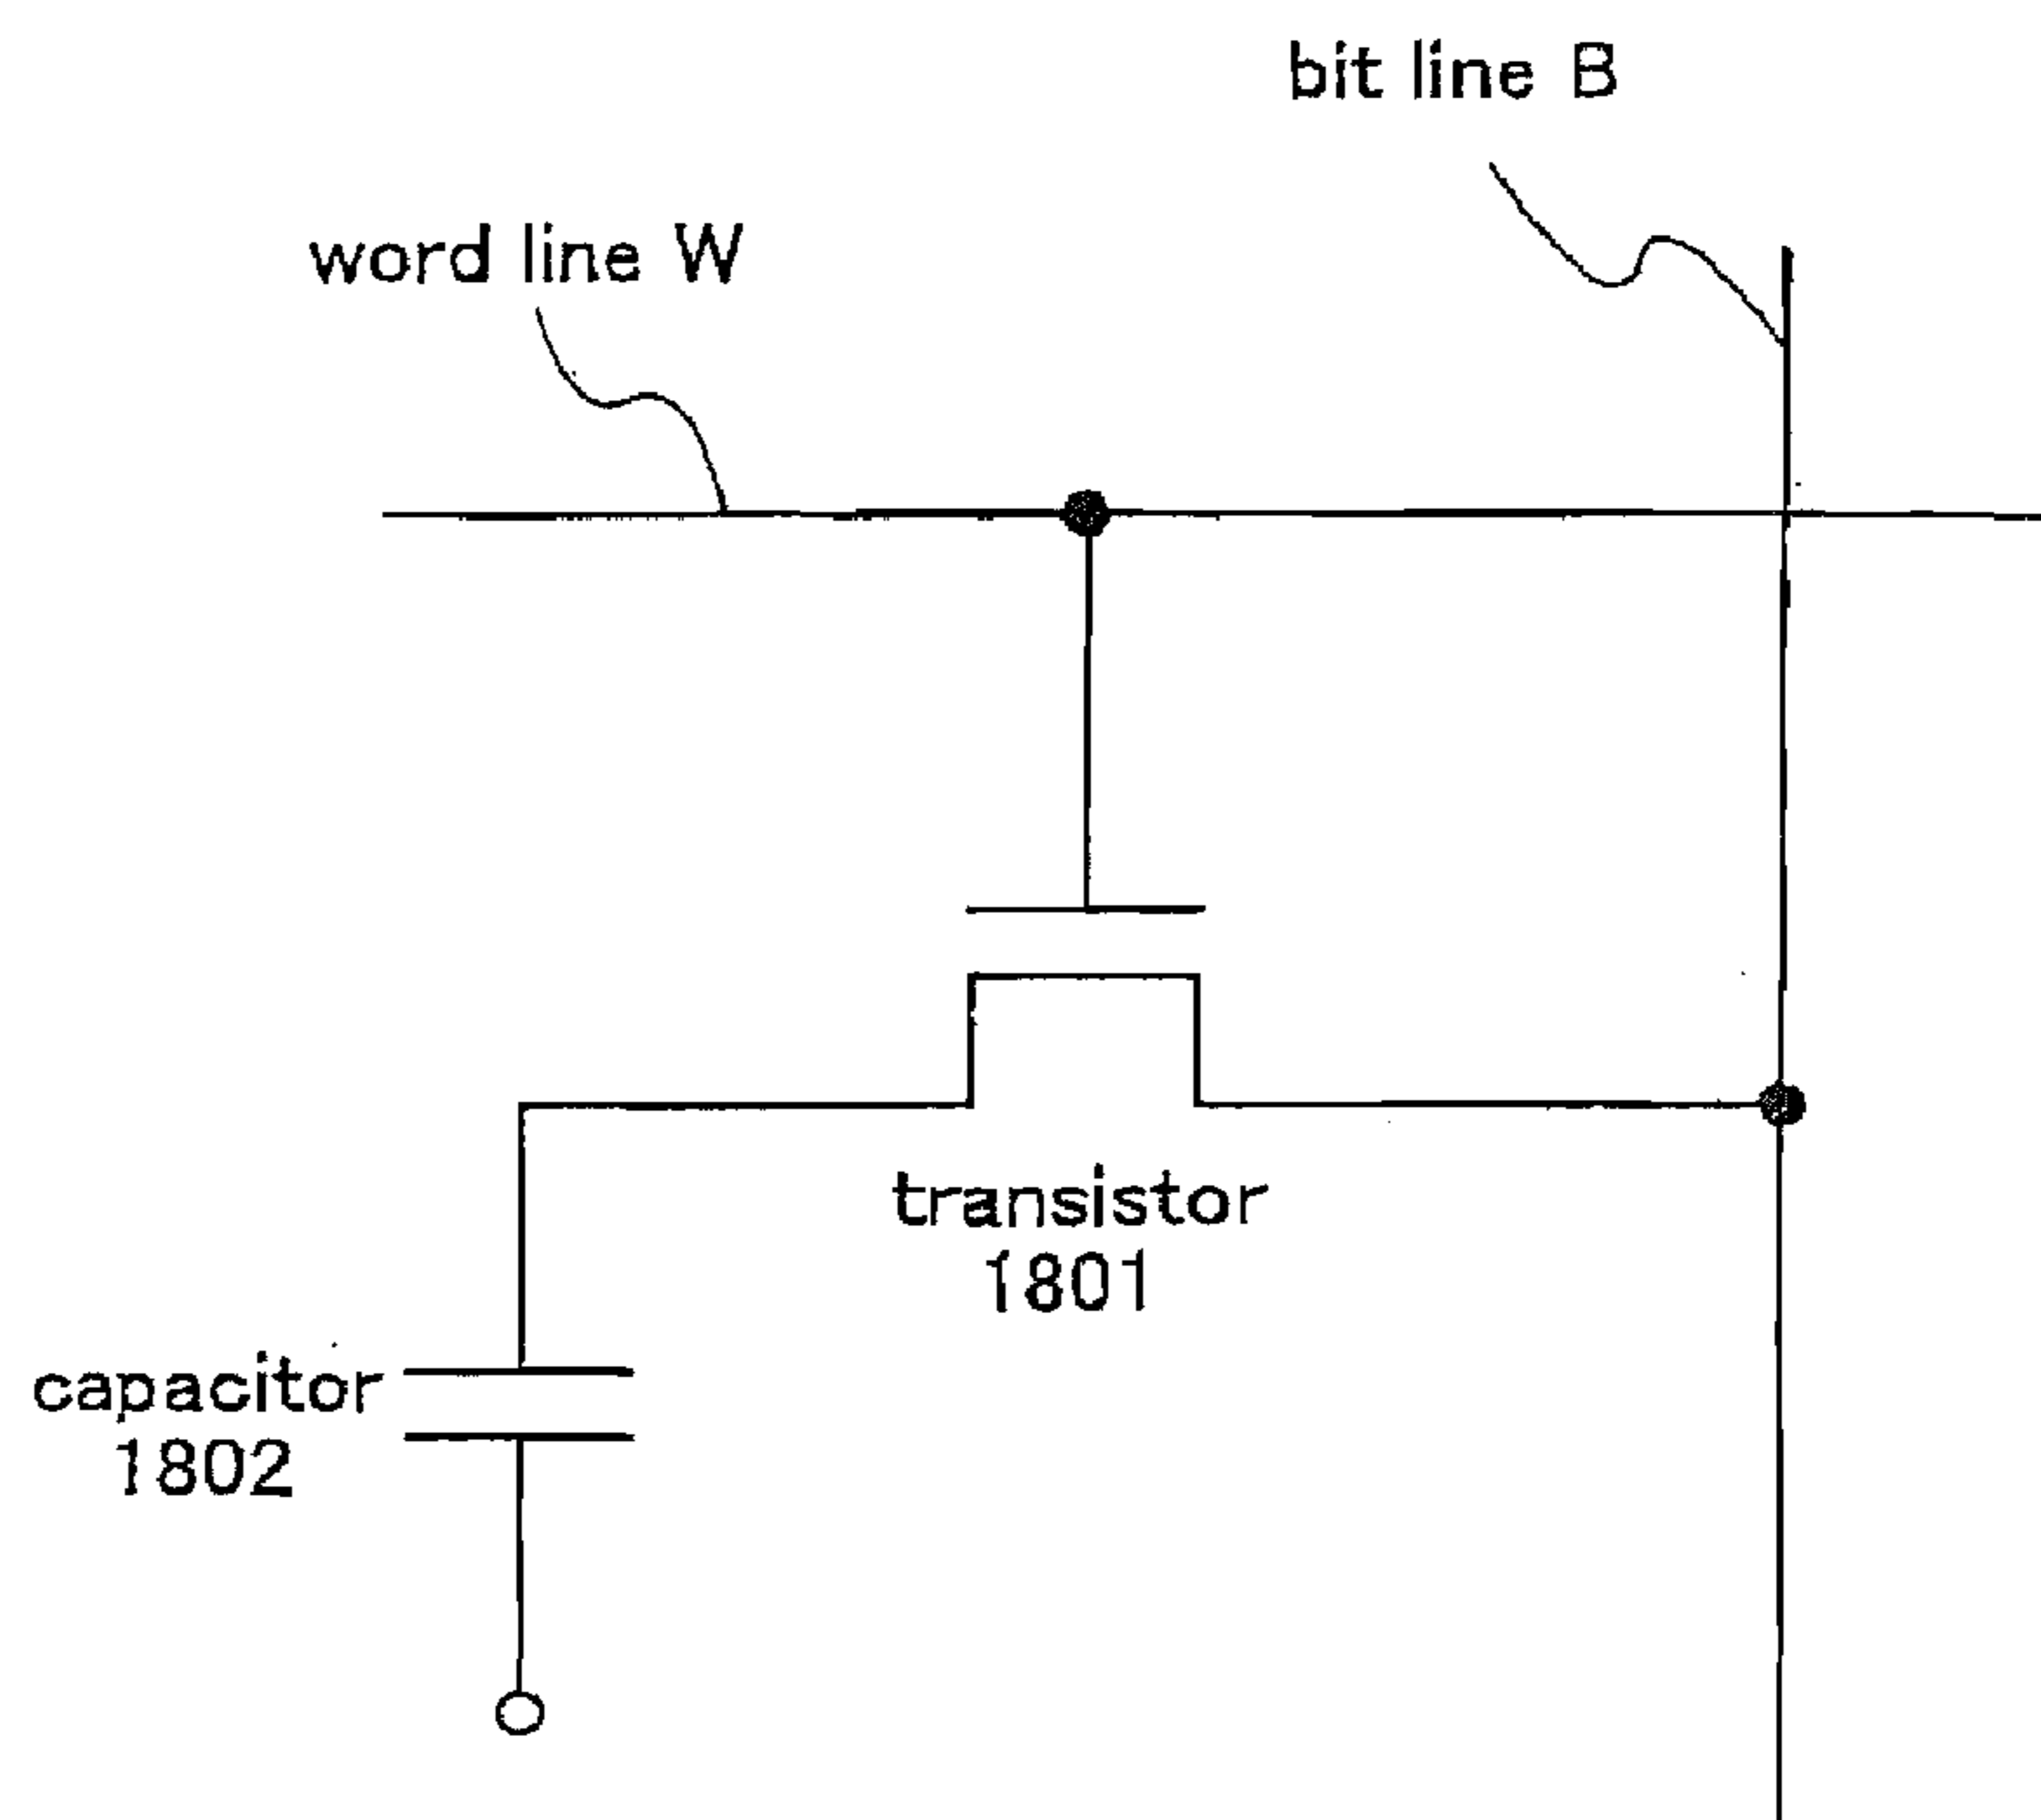 bit line B
word line W
transistor
1801
capacitor
1802